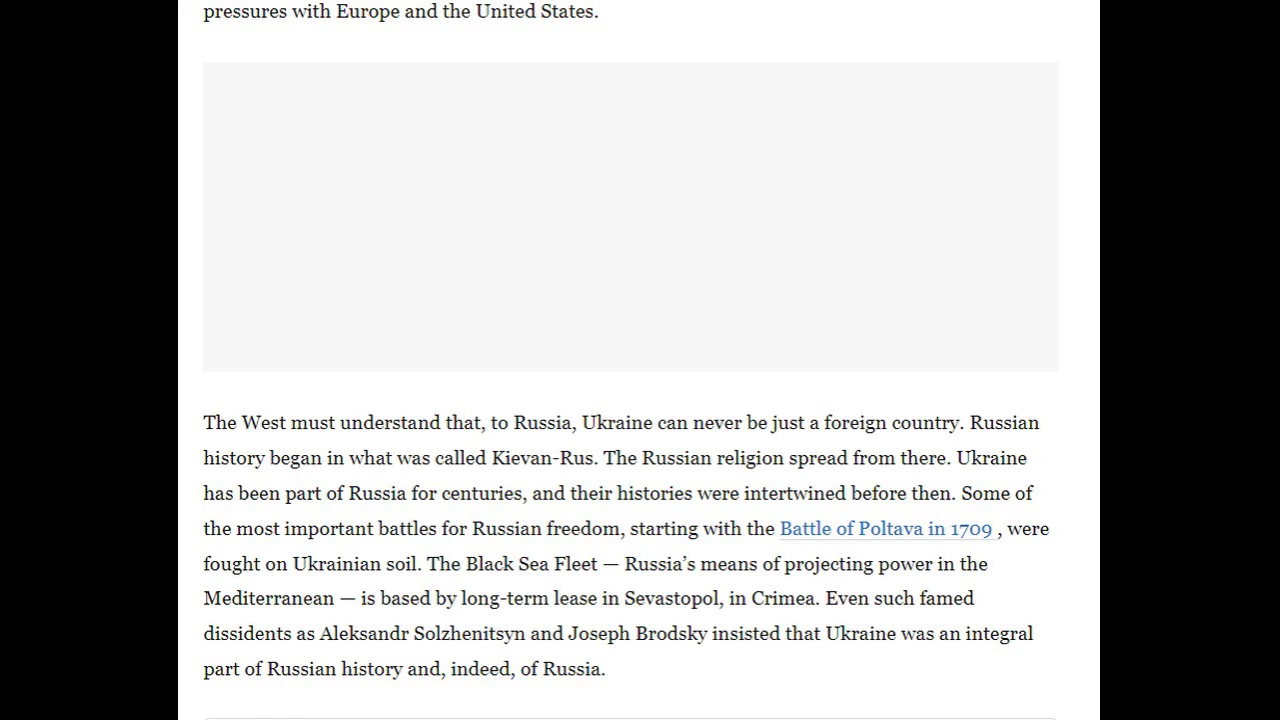 pressures with Europe and the United States.
The West must understand that, to Russia, Ukraine can never be just a foreign country. Russian
history began in what was called Kievan-Rus. The Russian religion spread from there. Ukraine
has been part of Russia for centuries, and their histories were intertwined before then. Some of
the most important battles for Russian freedom, starting with the Battle of Poltava in 1709 , were
fought on Ukrainian soil. The Black Sea Fleet — Russia’s means of projecting power in the
Mediterranean — is based by long-term lease in Sevastopol, in Crimea. Even such famed
dissidents as Aleksandr Solzhenitsyn and Joseph Brodsky insisted that Ukraine was an integral
part of Russian history and, indeed, of Russia.